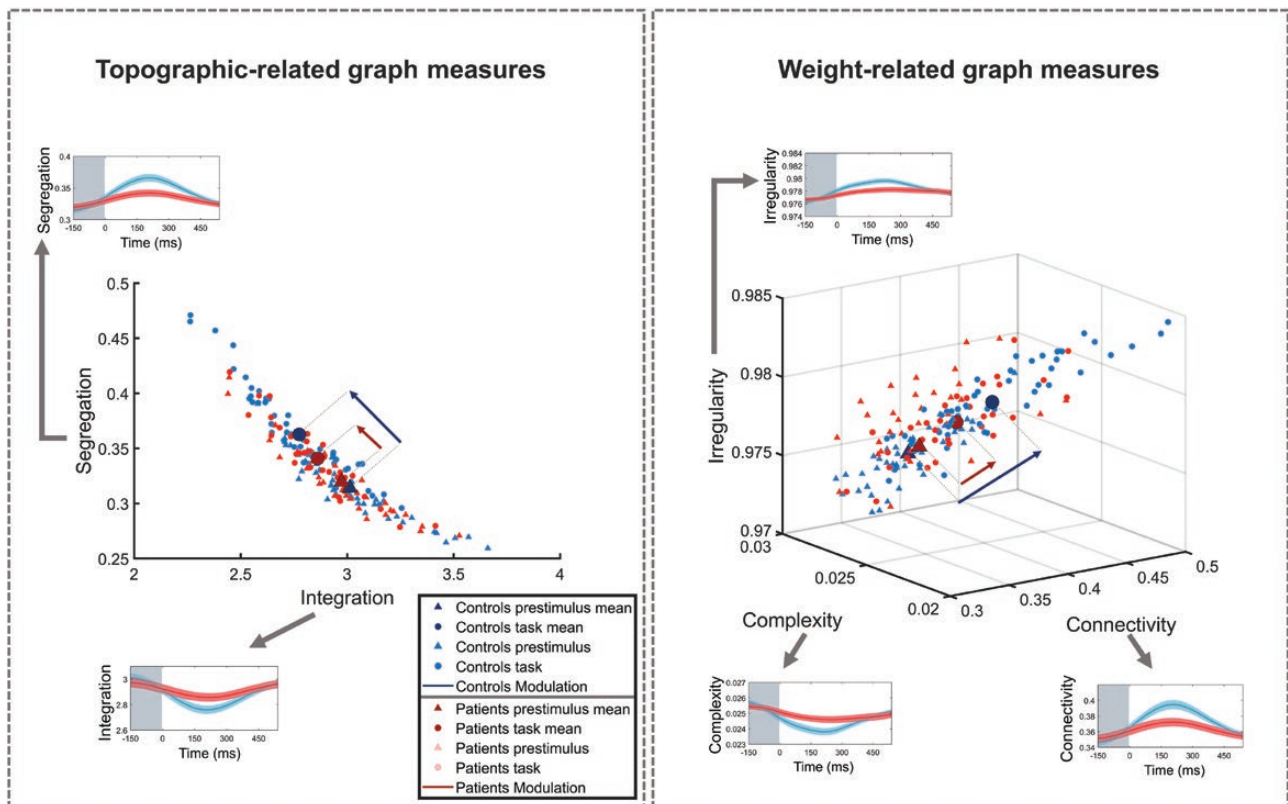 Topographic-related graph measures
Segregation
0.4
0.35
0.3
-150 0 150 300 450
Time (ms)
Segregation
0.5
0.45
0.4
0.35
0.3
0.25
2 2.5 3 3.5 4
Integration
Integration
3
2.8
2.6
-150 0 150 300 450
Time (ms)
Controls prestimulus mean
Controls task mean
Controls prestimulus
Controls task
Controls Modulation
Patients prestimulus mean
Patients task mean
Patients prestimulus
Patients task
Patients Modulation
Weight-related graph measures
Irregularity
0.984
0.982
0.98
0.978
0.976
0.974
-150 0 150 300 450
Time (ms)
Irregularity
0.985
0.98
0.975
0.97
0.03
0.025
0.02
0.3
0.35
0.4
0.45
0.5
Complexity
Connectivity
Complexity
0.027
0.026
0.025
0.024
0.023
-150 0 150 300 450
Time (ms)
Connectivity
0.4
0.38
0.36
0.34
-150 0 150 300 450
Time (ms)